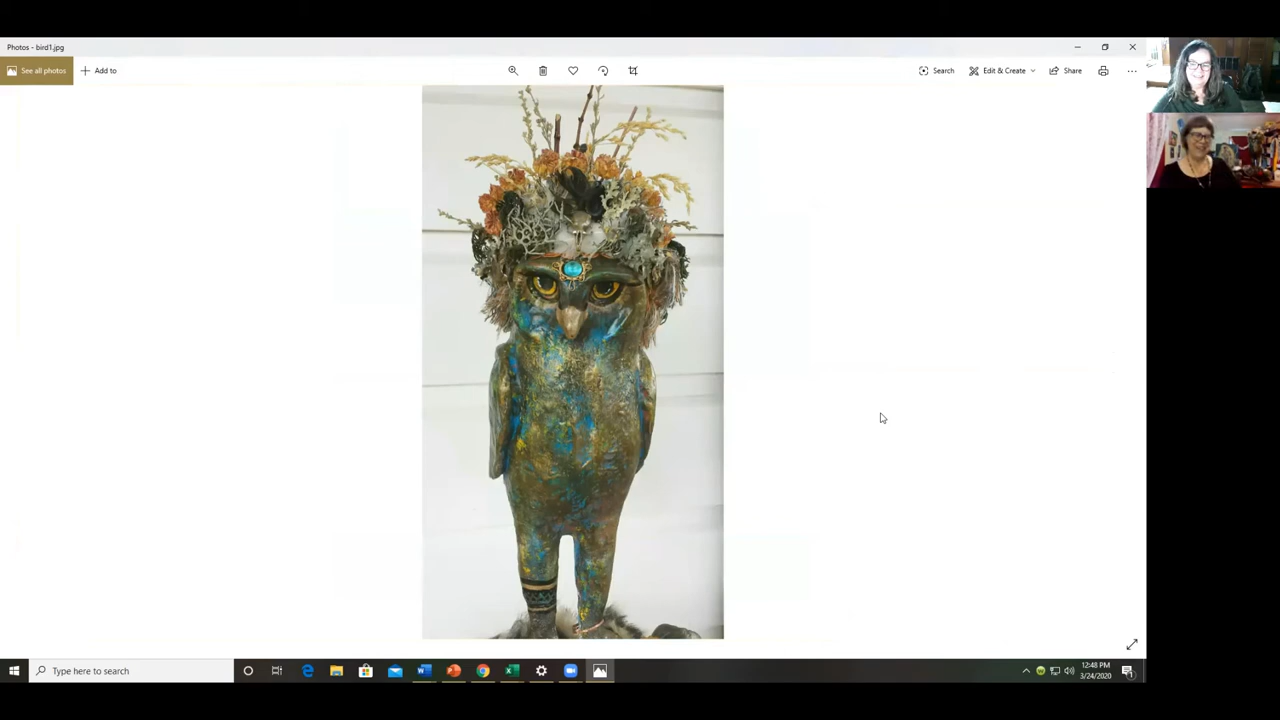 Photos - bird1.jpg
See all photos
Add to
Search
Edit & Create
Share
Type here to search
12:48 PM
3/24/2020